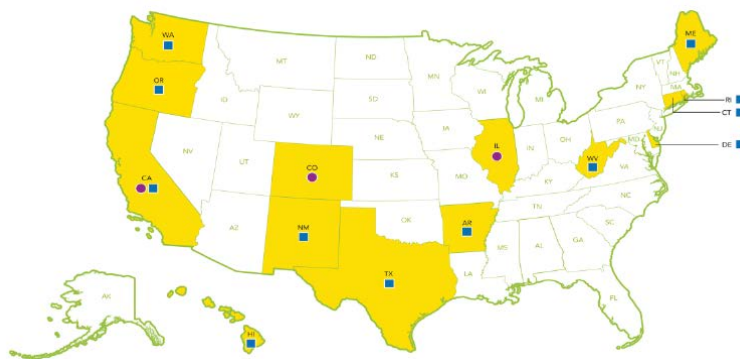 WA
ME
MT
ND
VT
NH
OR
MN
ID
SD
WI
MI
NY
MA
RI
CT
WY
IA
PA
NJ
NE
IL
IN
OH
MD
DE
NV
UT
CO
WV
VA
CA
KS
MO
KY
NC
TN
AZ
NM
OK
AR
SC
MS
AL
GA
TX
LA
AK
FL
HI